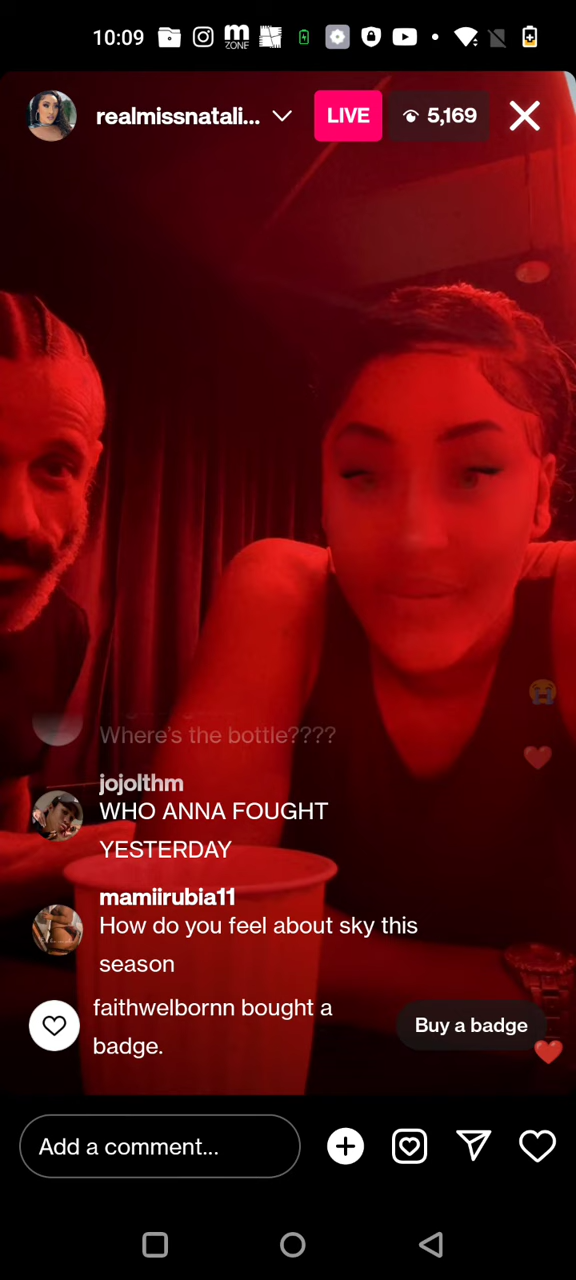 10:09
m
ZONE
realmissnatali...
LIVE
5,169
Where's the bottle????
jojolthm
WHO ANNA FOUGHT
YESTERDAY
mamiirubia11
How do you feel about sky this
season
faithwelbornn bought a
badge.
Buy a badge
Add a comment...